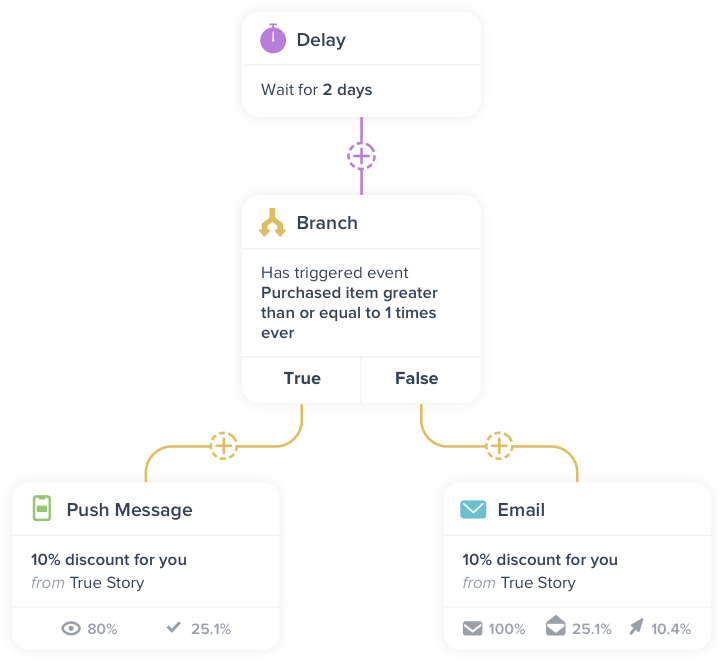 Delay
Wait for 2 days
Branch
Has triggered event
Purchased item greater
than or equal to 1 times
ever
True
False
Push Message
10% discount for you
from True Story
80%
25.1%
Email
10% discount for you
from True Story
100%
25.1%
10.4%